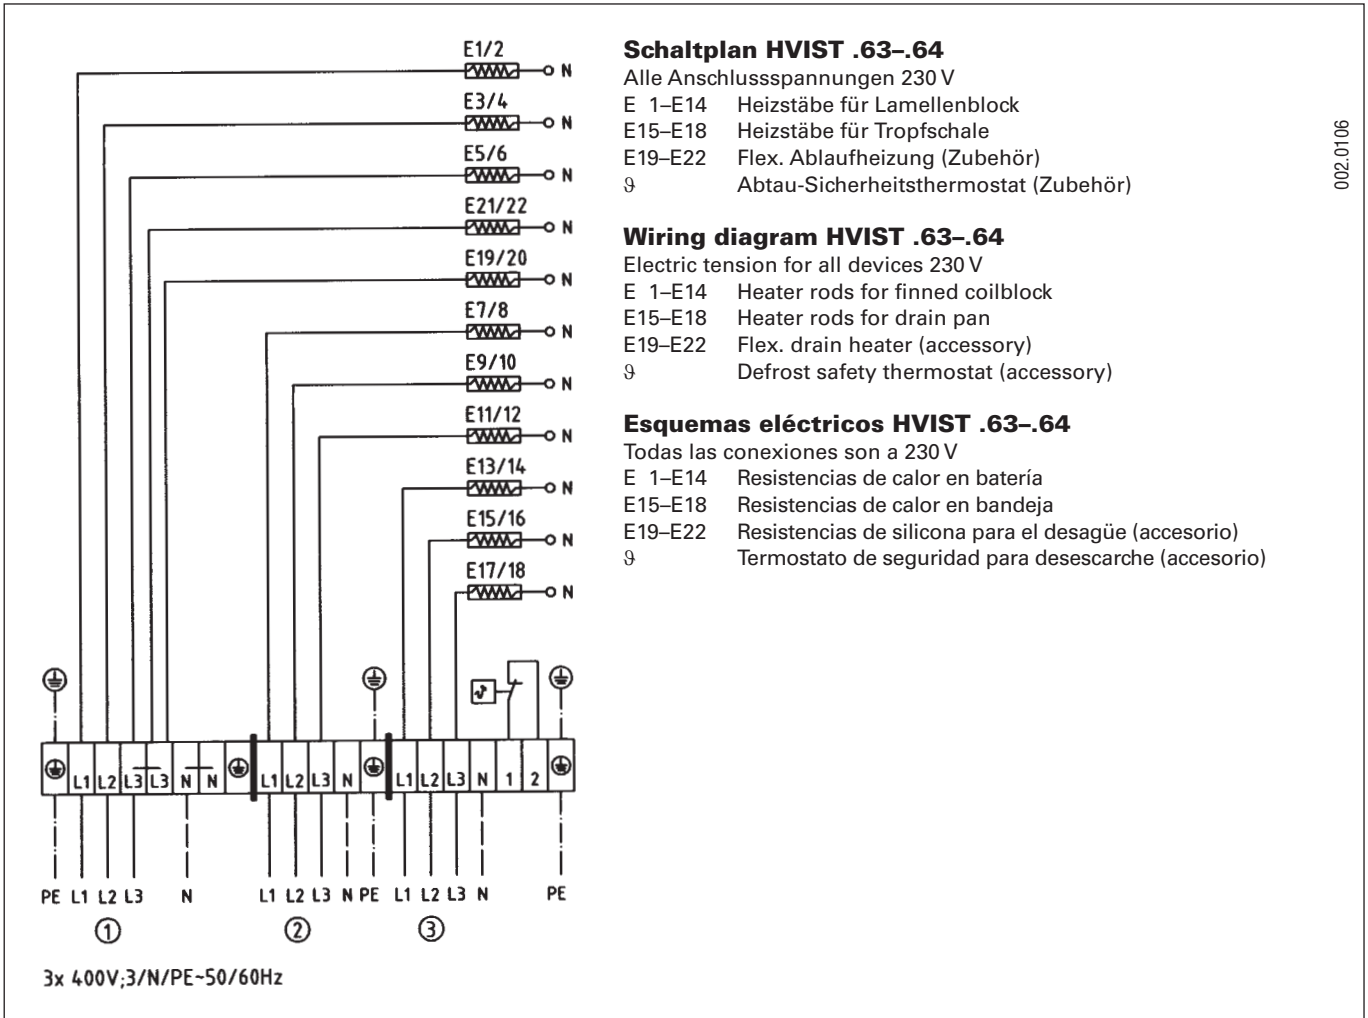 E1/2
N
E3/4
N
E5/6
N
E21/22
N
E19/20
N
E7/8
N
E9/10
N
E11/12
N
E13/14
N
E15/16
N
E17/18
N
ϑ
L1 L2 L3 L3 N N L1 L2 L3 N L1 L2 L3 N 1 2
PE L1 L2 L3 N L1 L2 L3 N PE L1 L2 L3 N PE
1 2 3
3x 400V;3/N/PE~50/60Hz
Schaltplan HVIST .63–.64
Alle Anschlussspannungen 230 V
E 1–E14 Heizstäbe für Lamellenblock
E15–E18 Heizstäbe für Tropfschale
E19–E22 Flex. Ablaufheizung (Zubehör)
ϑ Abtau-Sicherheitsthermostat (Zubehör)
Wiring diagram HVIST .63–.64
Electric tension for all devices 230 V
E 1–E14 Heater rods for finned coilblock
E15–E18 Heater rods for drain pan
E19–E22 Flex. drain heater (accessory)
ϑ Defrost safety thermostat (accessory)
Esquemas eléctricos HVIST .63–.64
Todas las conexiones son a 230 V
E 1–E14 Resistencias de calor en batería
E15–E18 Resistencias de calor en bandeja
E19–E22 Resistencias de silicona para el desagüe (accesorio)
ϑ Termostato de seguridad para desescarche (accesorio)
002.0106